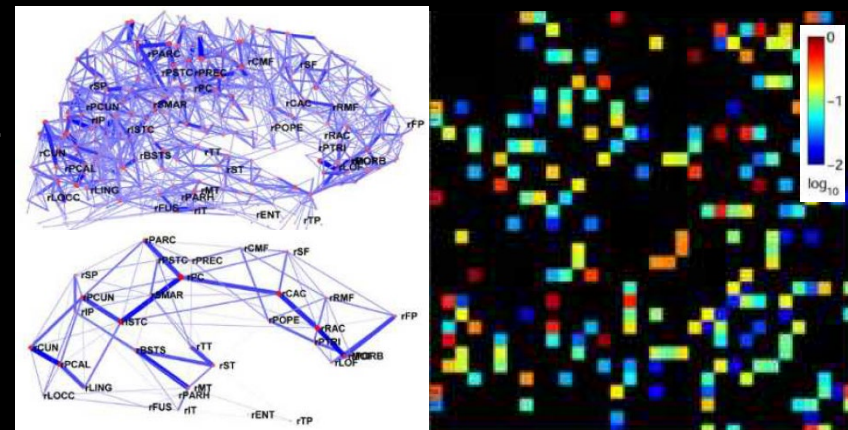 rPARC
rCMF
rSF
rPSTC rPREC
rSP
rPC
rSMAR
rCAC
rRMF
rPCUN
rIP
rISTC
rPOPE
rFP
rRAC
rCUN
rPTRI
rBSTS
rTT
rPCAL
rST
rLOF
rMORB
rLING
rLOCC
rMT
rPARH
rFUS
rIT
rENT
rTP
rPARC
rCMF
rSF
rPSTC rPREC
rSP
rPC
rPCUN
rSMAR
rCAC
rRMF
rIP
rISTC
rPOPE
rFP
rRAC
rCUN
rBSTS
rTT
rPTRI
rPCAL
rST
rLOF
rLING
rMT
rLOCC
rPARH
rFUS
rIT
rENT
rTP
0
−1
−2
log10